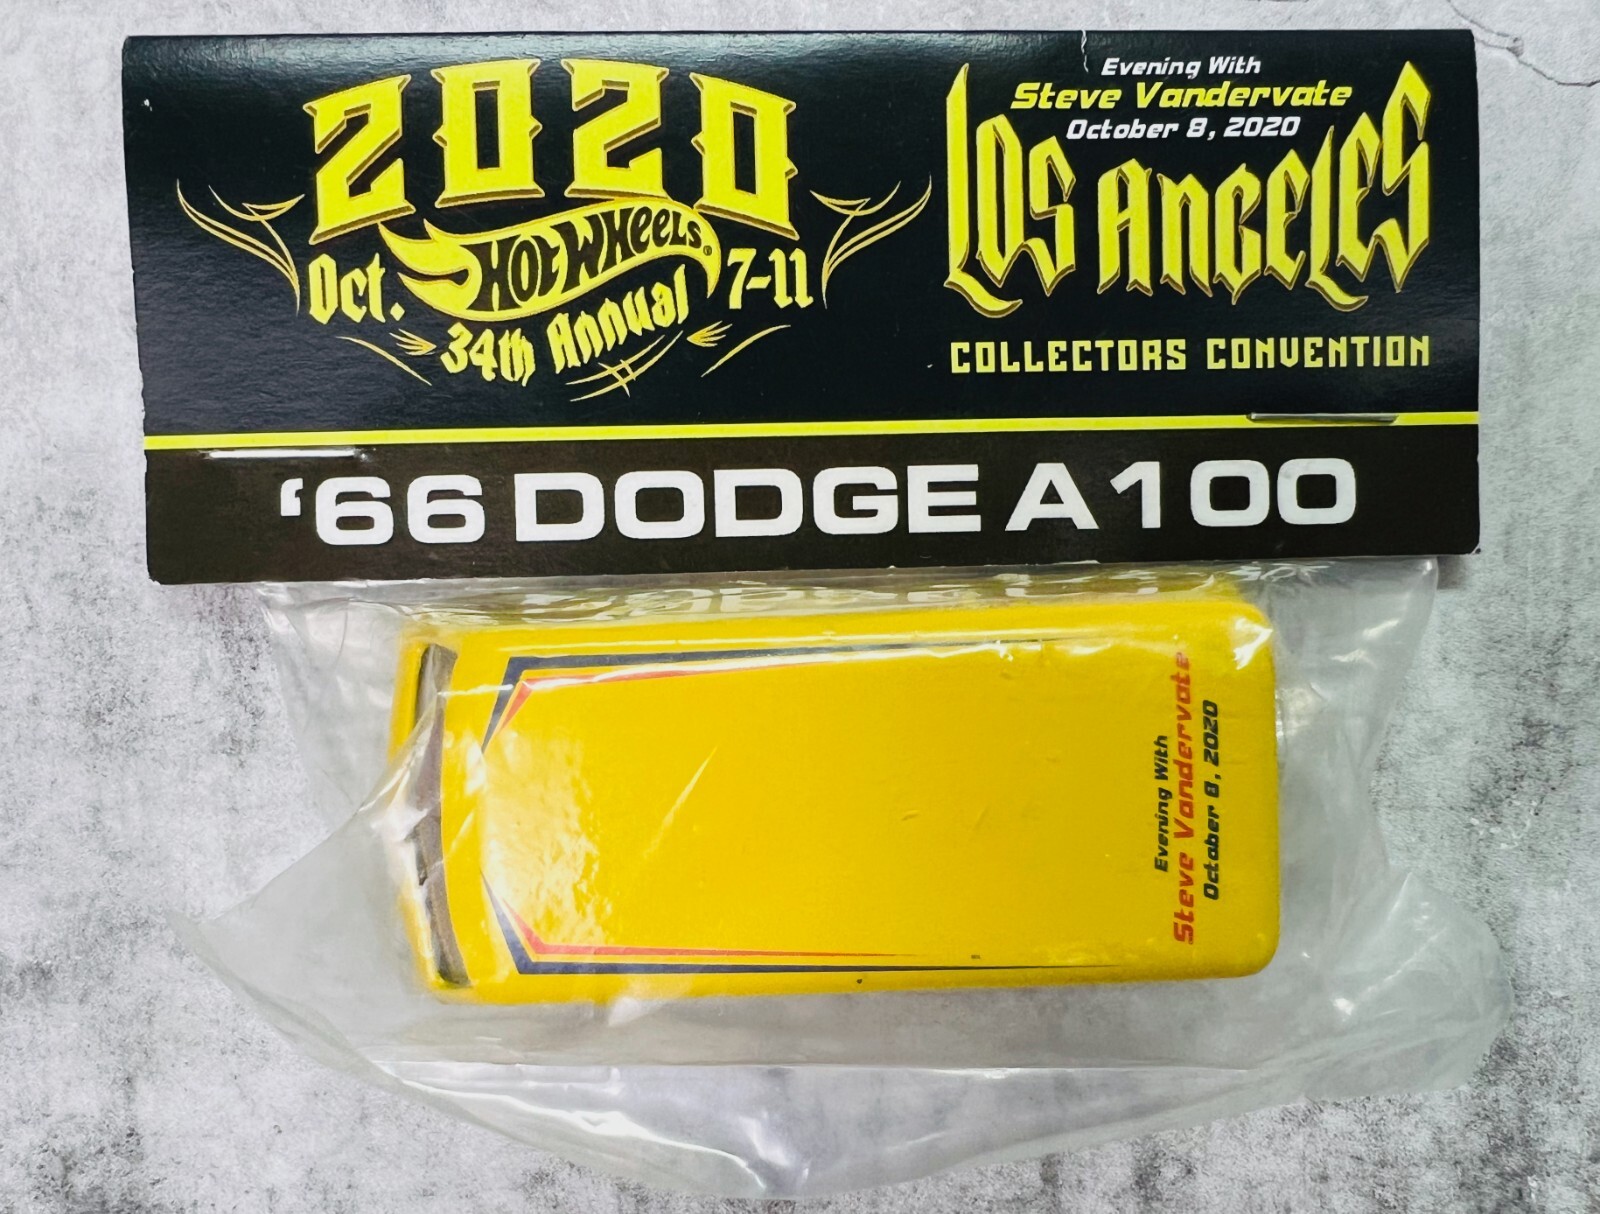 2020
HOT WHEELS®
Oct. 7-11
34th Annual
Evening With
Steve Vandervate
October 8, 2020
LOS ANGELES
COLLECTORS CONVENTION
'66 DODGE A100
Evening With
Steve Vandervate
October 8, 2020